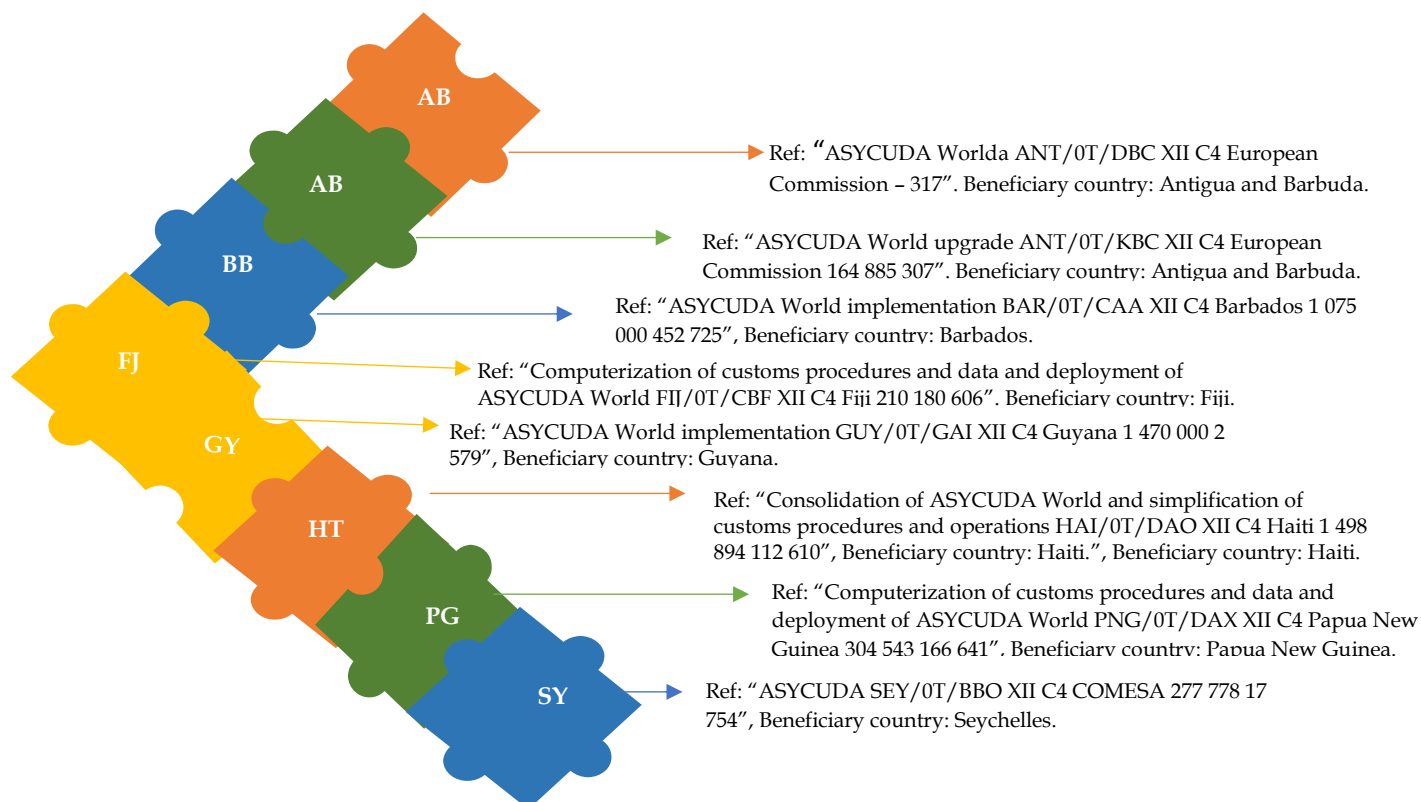 AB
Ref: “ASYCUDA Worlda ANT/0T/DBC XII C4 European
Commission – 317”. Beneficiary country: Antigua and Barbuda.
AB
Ref: “ASYCUDA World upgrade ANT/0T/KBC XII C4 European
Commission 164 885 307”. Beneficiary country: Antigua and Barbuda.
BB
Ref: “ASYCUDA World implementation BAR/0T/CAA XII C4 Barbados 1 075
000 452 725”, Beneficiary country: Barbados.
FJ
Ref: “Computerization of customs procedures and data and deployment of
ASYCUDA World FIJ/0T/CBF XII C4 Fiji 210 180 606”. Beneficiary country: Fiji.
GY
Ref: “ASYCUDA World implementation GUY/0T/GAI XII C4 Guyana 1 470 000 2
579”, Beneficiary country: Guyana.
HT
Ref: “Consolidation of ASYCUDA World and simplification of
customs procedures and operations HAI/0T/DAO XII C4 Haiti 1 498
894 112 610”, Beneficiary country: Haiti.”, Beneficiary country: Haiti.
PG
Ref: “Computerization of customs procedures and data and
deployment of ASYCUDA World PNG/0T/DAX XII C4 Papua New
Guinea 304 543 166 641”. Beneficiary country: Papua New Guinea.
SY
Ref: “ASYCUDA SEY/0T/BBO XII C4 COMESA 277 778 17
754”, Beneficiary country: Seychelles.